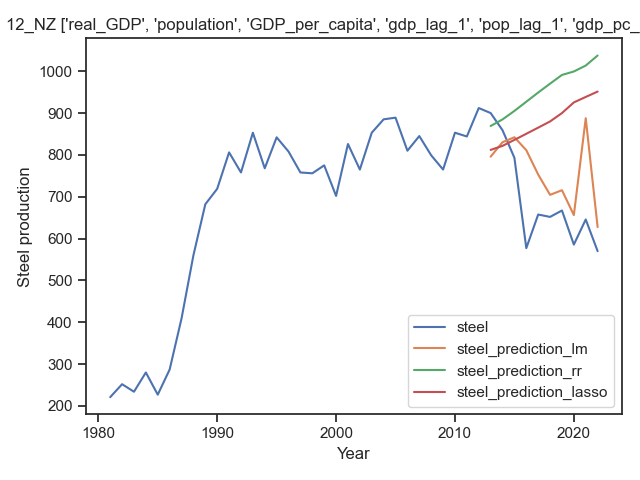 12_NZ ['real_GDP', 'population', 'GDP_per_capita', 'gdp_lag_1', 'pop_lag_1', 'gdp_pc_
1000
900
800
700
600
500
400
300
200
Steel production
steel
steel_prediction_lm
steel_prediction_rr
steel_prediction_lasso
1980 1990 2000 2010 2020
Year